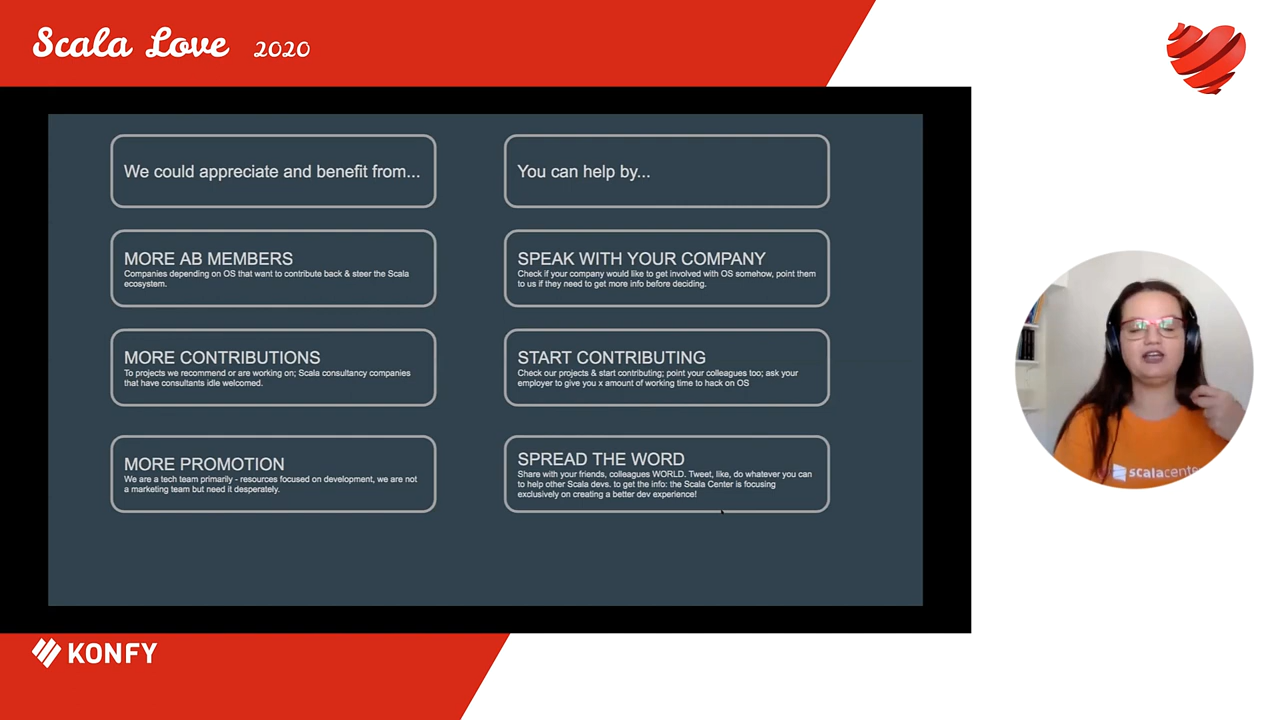 Scala Love 2020
We could appreciate and benefit from...
You can help by...
MORE AB MEMBERS
Companies depending on OS that want to contribute back & steer the Scala
ecosystem.
SPEAK WITH YOUR COMPANY
Check if your company would like to get involved with OS somehow, point them
to us if they need to get more info before deciding.
MORE CONTRIBUTIONS
To projects we recommend or are working on; Scala consultancy companies
that have consultants idle welcomed.
START CONTRIBUTING
Check our projects & start contributing; point your colleagues too; ask your
employer to give you x amount of working time to hack on OS
MORE PROMOTION
We are a tech team primarily - resources focused on development, we are not
a marketing team but need it desperately.
SPREAD THE WORD
Share with your friends, colleagues WORLD. Tweet, like, do whatever you can
to help other Scala devs. to get the info: the Scala Center is focusing
exclusively on creating a better dev experience!
scalacente
KONFY